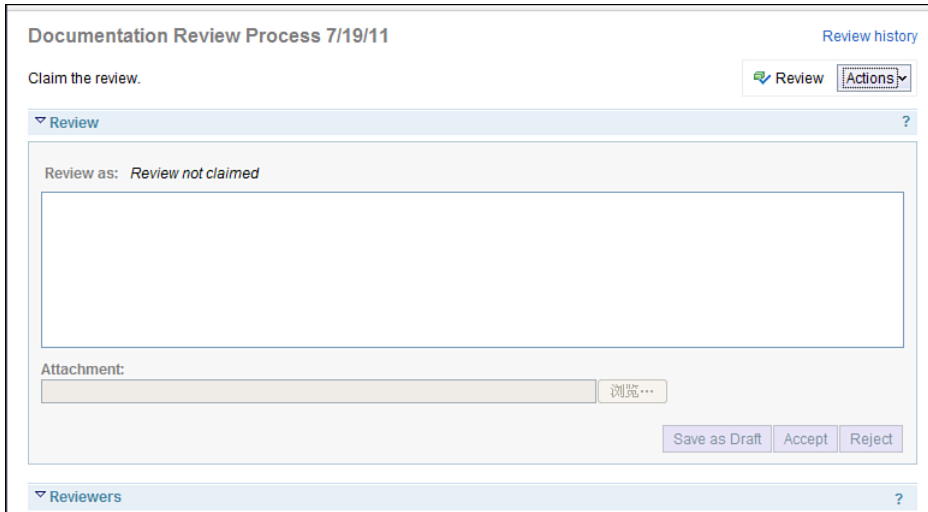 Documentation Review Process 7/19/11
Review history
Claim the review.
Review Actions
Review ?
Review as: Review not claimed
Attachment:
浏览…
Save as Draft Accept Reject
Reviewers ?